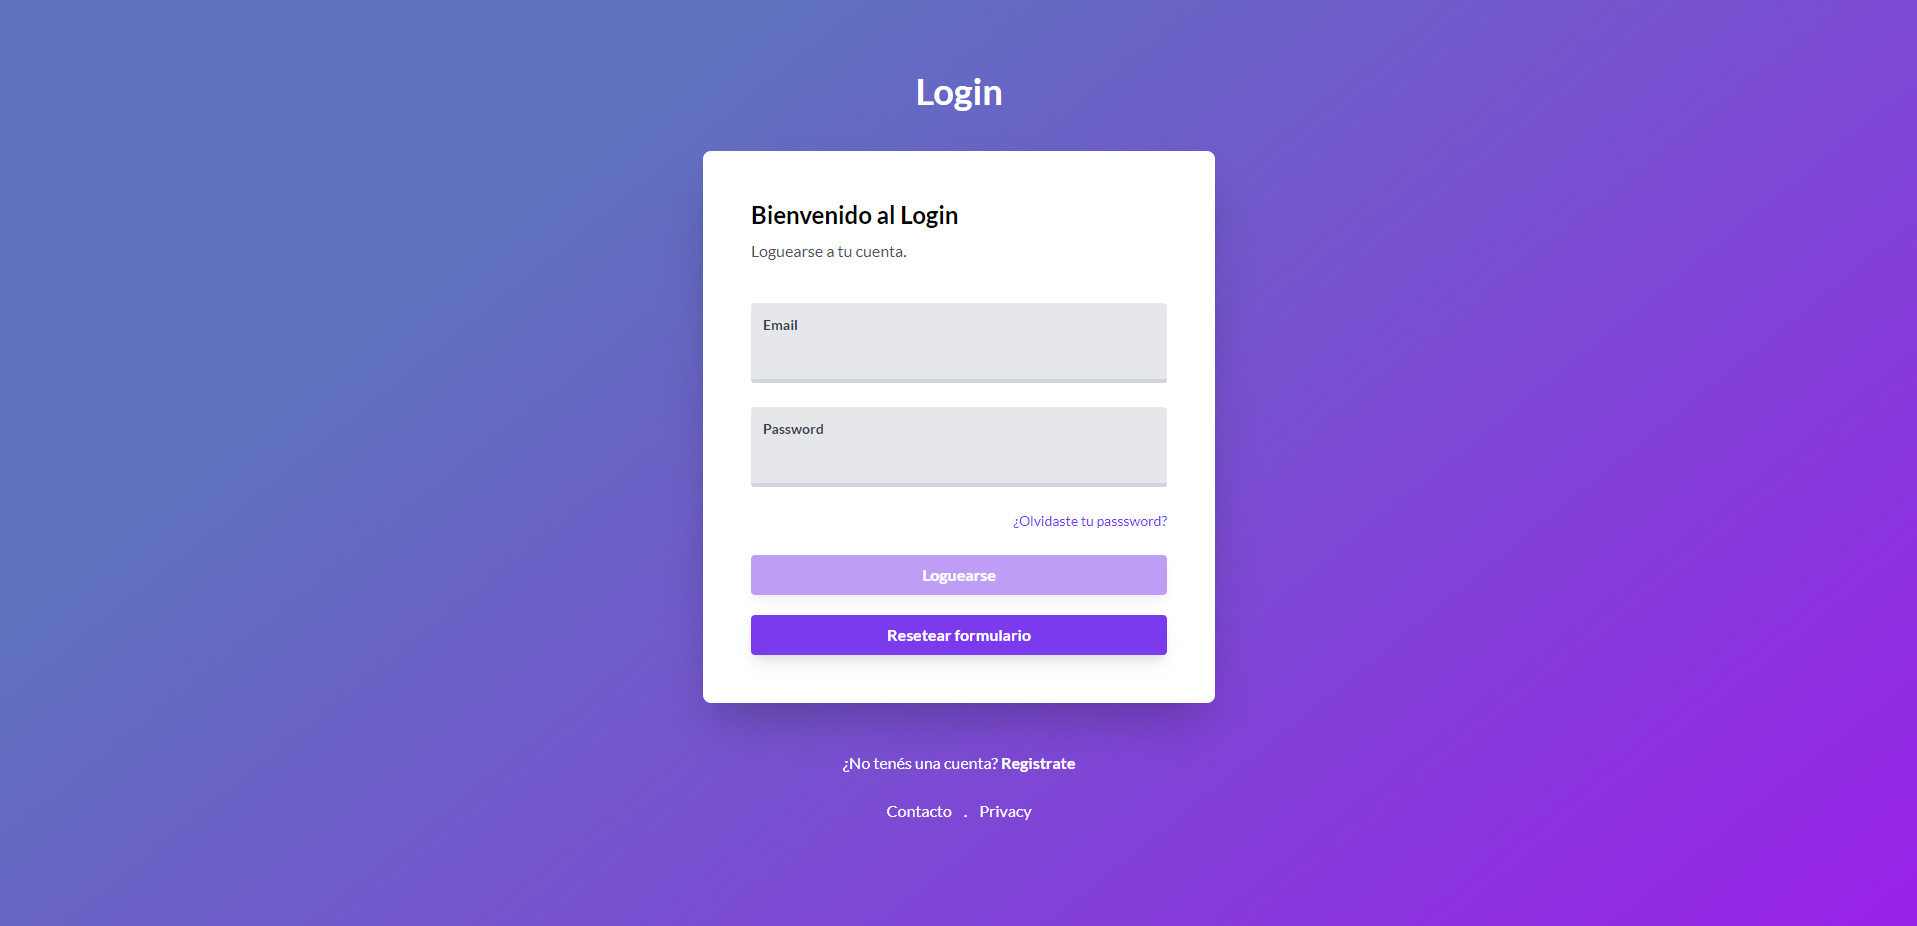 Login
Bienvenido al Login
Loguearse a tu cuenta.
Email
Password
¿Olvidaste tu passsword?
Loguearse
Resetear formulario
¿No tenés una cuenta? Registrate
Contacto . Privacy